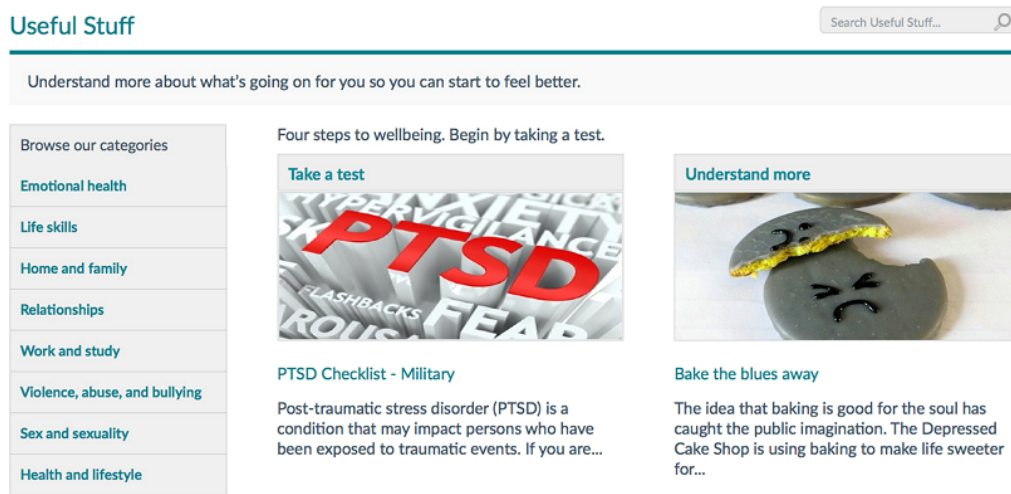 Useful Stuff
Search Useful Stuff...
Understand more about what's going on for you so you can start to feel better.
Browse our categories
Emotional health
Life skills
Home and family
Relationships
Work and study
Violence, abuse, and bullying
Sex and sexuality
Health and lifestyle
Four steps to wellbeing. Begin by taking a test.
Take a test
ANXIETY
HYPERVIGILANCE
PTSD
FLASHBACKS
FEAR
PTSD Checklist - Military
Post-traumatic stress disorder (PTSD) is a
condition that may impact persons who have
been exposed to traumatic events. If you are...
Understand more
Bake the blues away
The idea that baking is good for the soul has
caught the public imagination. The Depressed
Cake Shop is using baking to make life sweeter
for...